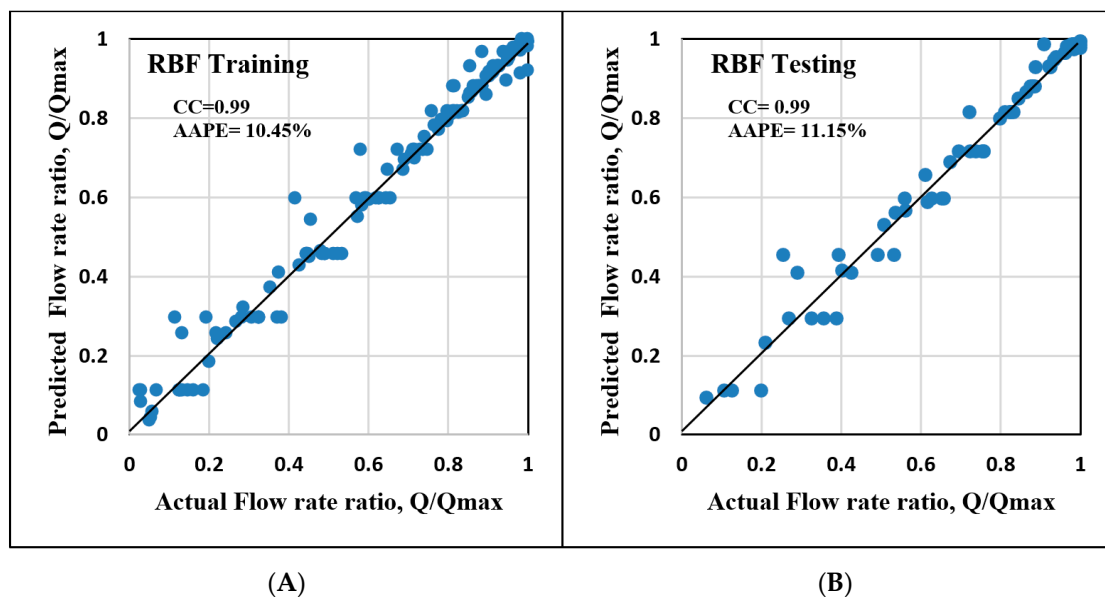 RBF Training
CC=0.99
AAPE= 10.45%
Predicted Flow rate ratio, Q/Qmax
1
0.8
0.6
0.4
0.2
0
0 0.2 0.4 0.6 0.8 1
Actual Flow rate ratio, Q/Qmax
(A)
RBF Testing
CC= 0.99
AAPE= 11.15%
Predicted Flow rate ratio, Q/Qmax
1
0.8
0.6
0.4
0.2
0
0 0.2 0.4 0.6 0.8 1
Actual Flow rate ratio, Q/Qmax
(B)